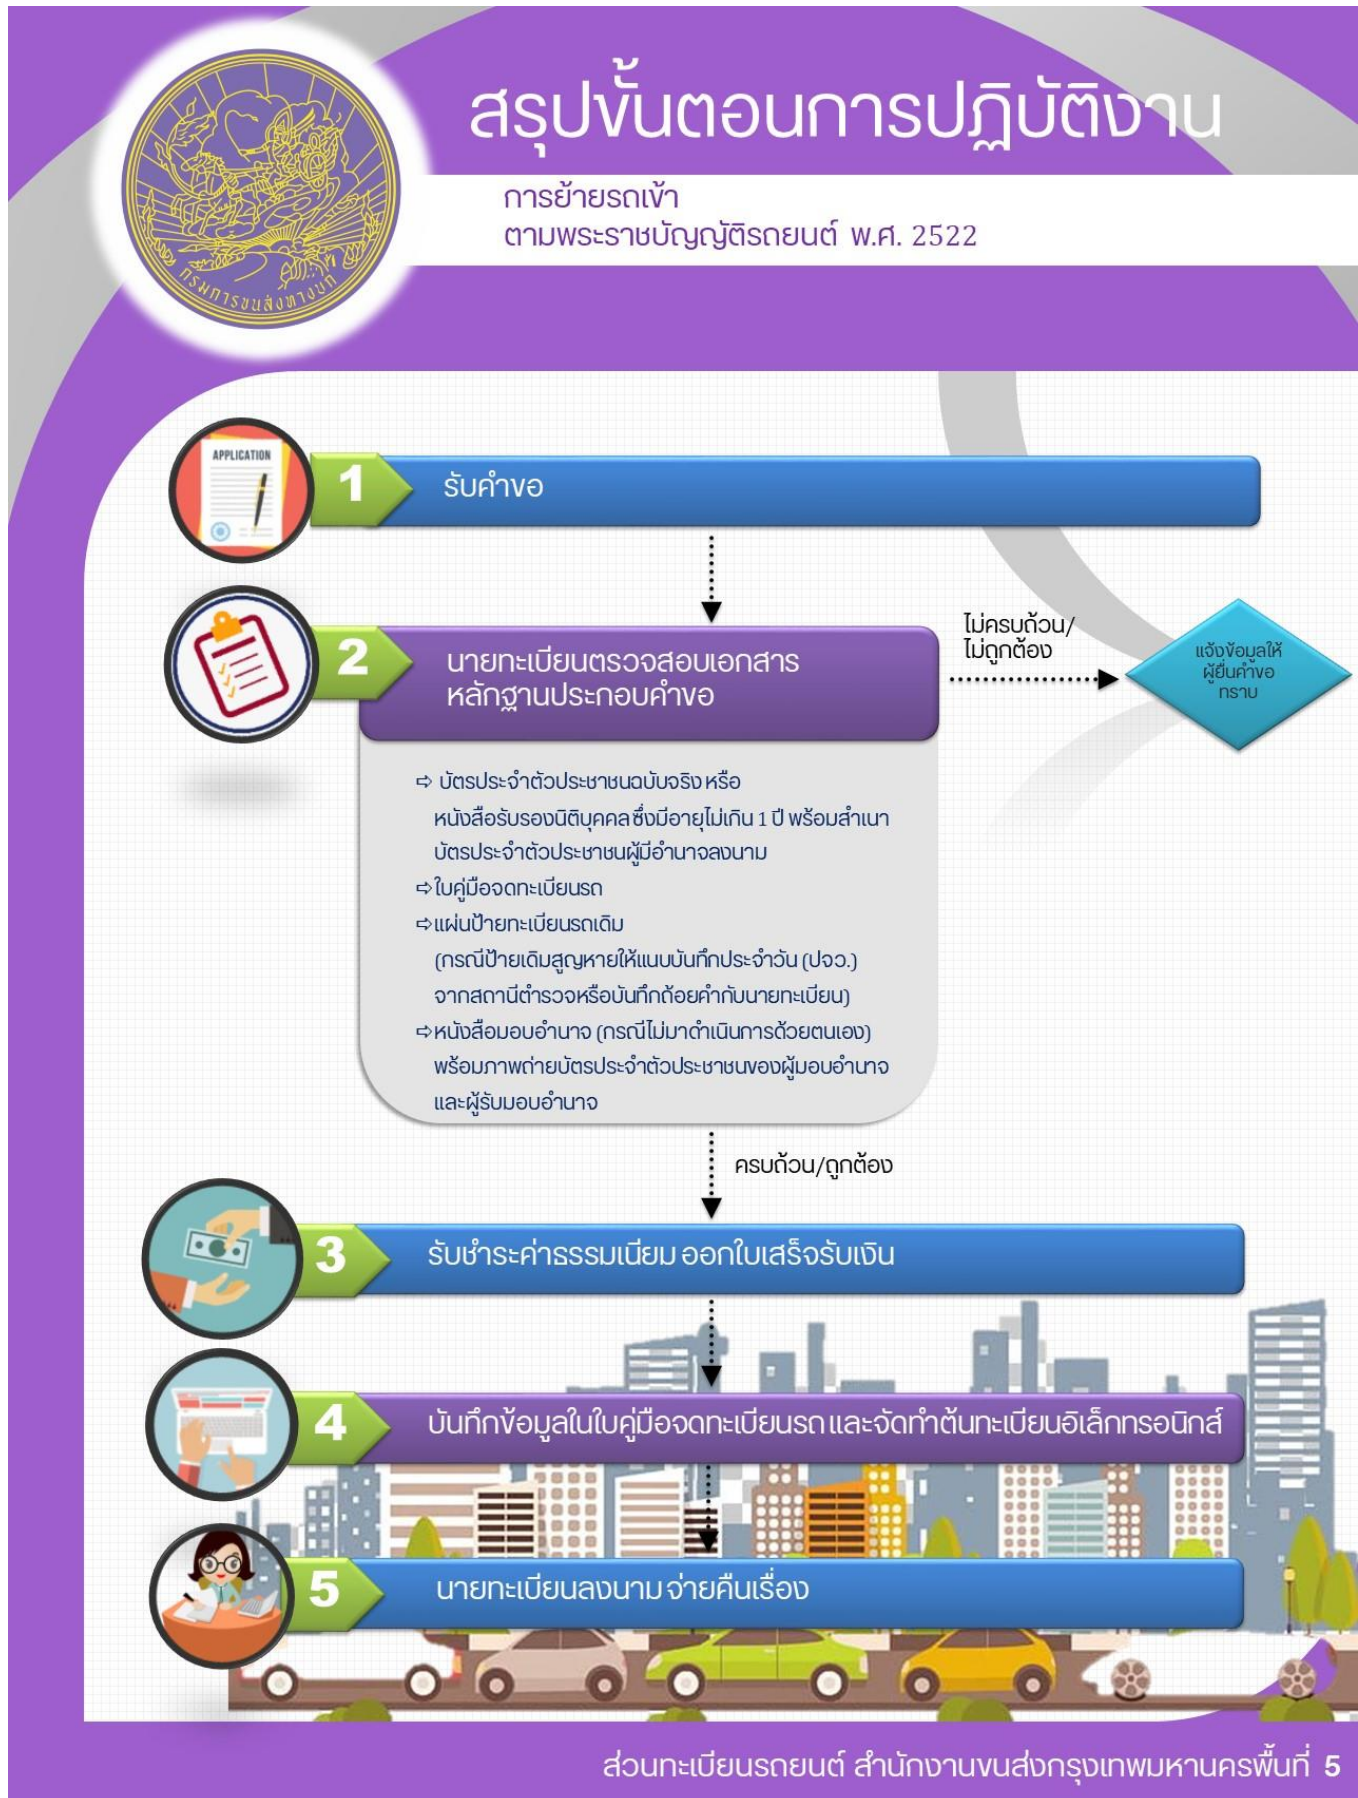 สรุปขั้นตอนการปฏิบัติงาน
การย้ายรถเข้า
ตามพระราชบัญญัติรถยนต์ พ.ศ. 2522
กรมการขนส่งทางบก
APPLICATION
1
รับคำขอ
2
นายทะเบียนตรวจสอบเอกสาร
หลักฐานประกอบคำขอ
ไม่ครบถ้วน/
ไม่ถูกต้อง
แจ้งข้อมูลให้
ผู้ยื่นคำขอ
ทราบ
⇨ บัตรประจำตัวประชาชนฉบับจริง หรือ
หนังสือรับรองนิติบุคคล ซึ่งมีอายุไม่เกิน 1 ปี พร้อมสำเนา
บัตรประจำตัวประชาชนผู้มีอำนาจลงนาม
⇨ใบคู่มือจดทะเบียนรถ
⇨แผ่นป้ายทะเบียนรถเดิม
(กรณีป้ายเดิมสูญหายให้แนบบันทึกประจำวัน (ปจว.)
จากสถานีตำรวจหรือบันทึกถ้อยคำกับนายทะเบียน)
⇨หนังสือมอบอำนาจ (กรณีไม่มาดำเนินการด้วยตนเอง)
พร้อมภาพถ่ายบัตรประจำตัวประชาชนของผู้มอบอำนาจ
และผู้รับมอบอำนาจ
ครบถ้วน/ถูกต้อง
3
รับชำระค่าธรรมเนียม ออกใบเสร็จรับเงิน
4
บันทึกข้อมูลในใบคู่มือจดทะเบียนรถ และจัดทำต้นทะเบียนอิเล็กทรอนิกส์
5
นายทะเบียนลงนาม จ่ายคืนเรื่อง
ส่วนทะเบียนรถยนต์ สำนักงานขนส่งกรุงเทพมหานครพื้นที่ 5